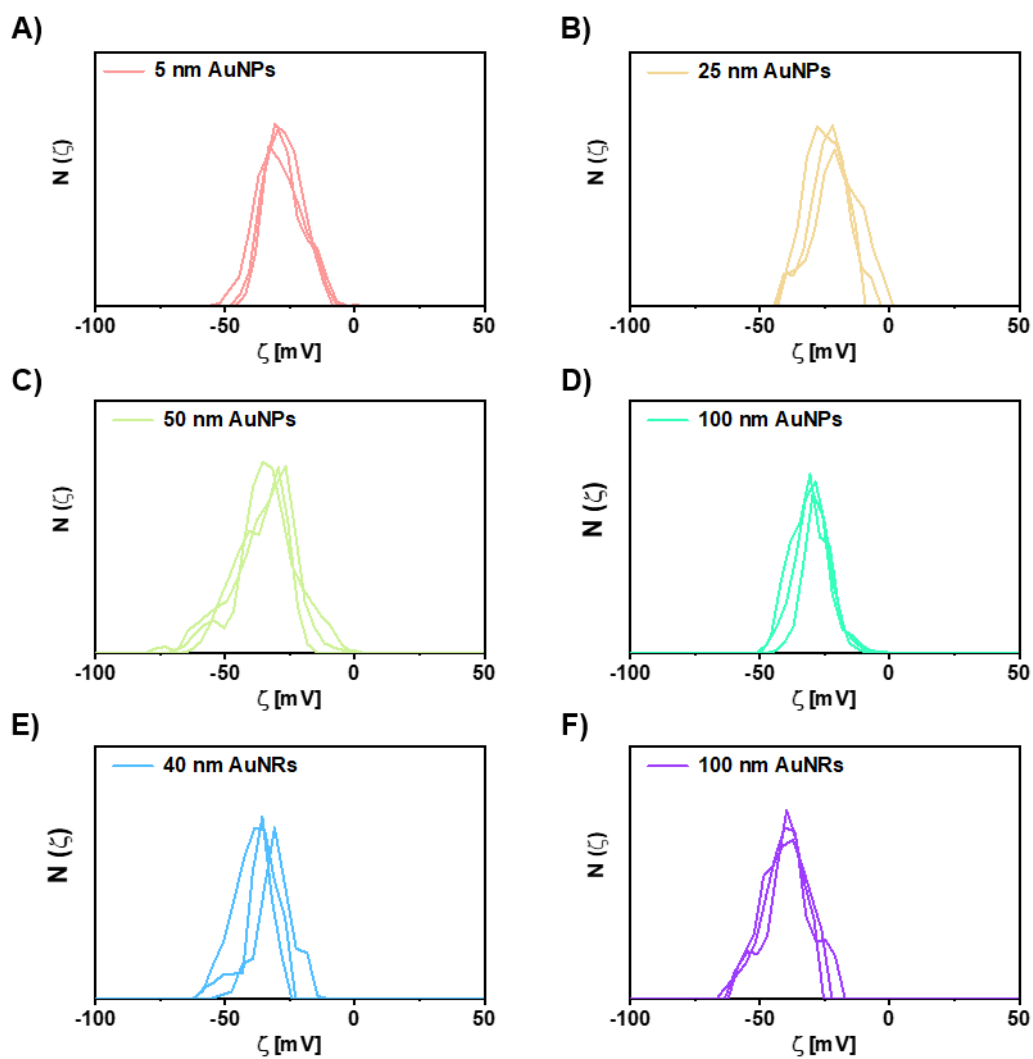 A)
5 nm AuNPs
N (ζ)
-100 -50 0 50
ζ [mV]
B)
25 nm AuNPs
N (ζ)
-100 -50 0 50
ζ [mV]
C)
50 nm AuNPs
N (ζ)
-100 -50 0 50
ζ [mV]
D)
100 nm AuNPs
N (ζ)
-100 -50 0 50
ζ [mV]
E)
40 nm AuNRs
N (ζ)
-100 -50 0 50
ζ [mV]
F)
100 nm AuNRs
N (ζ)
-100 -50 0 50
ζ [mV]